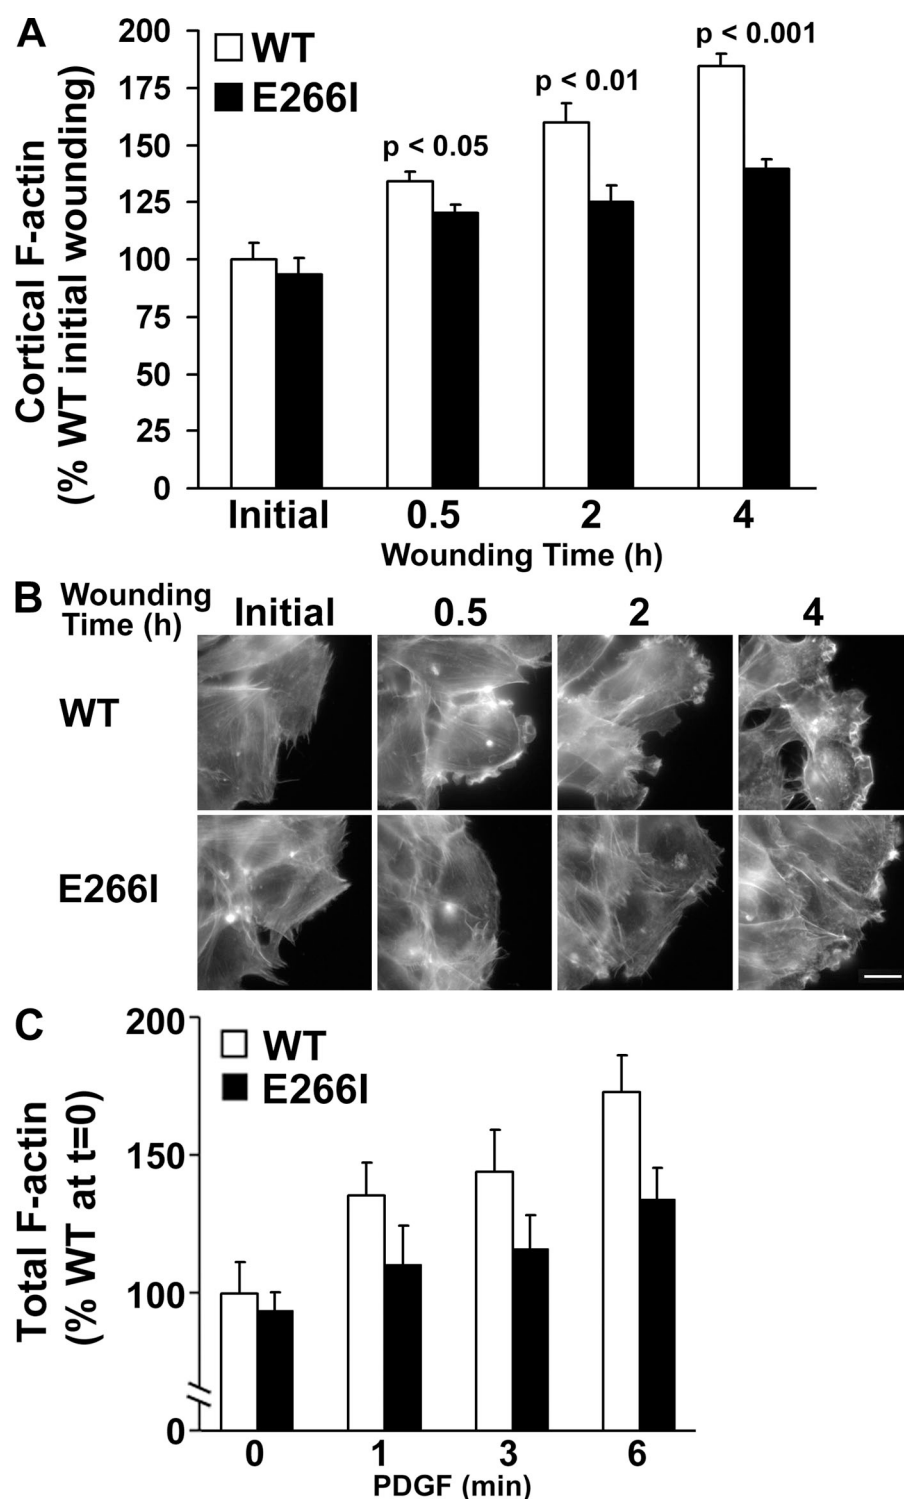 A
Cortical F-actin
(% WT initial wounding)
200
175
150
125
100
75
50
25
0
WT
E266I
p < 0.05
p < 0.01
p < 0.001
Initial 0.5 2 4
Wounding Time (h)
B
Wounding
Time (h)
Initial 0.5 2 4
WT
E266I
C
Total F-actin
(% WT at t=0)
200
150
100
0
WT
E266I
0 1 3 6
PDGF (min)